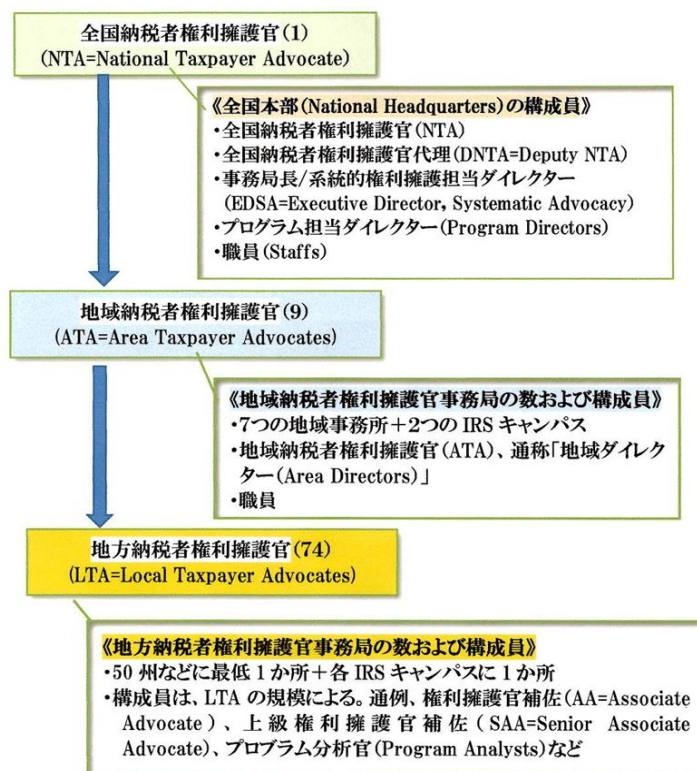 全国納税者権利擁護官(1)
(NTA=National Taxpayer Advocate)
《全国本部(National Headquarters)の構成員》
・全国納税者権利擁護官(NTA)
・全国納税者権利擁護官代理(DNTA=Deputy NTA)
・事務局長/系統的権利擁護担当ダイレクター
(EDSA=Executive Director, Systematic Advocacy)
・プログラム担当ダイレクター(Program Directors)
・職員(Staffs)
地域納税者権利擁護官(9)
(ATA=Area Taxpayer Advocates)
《地域納税者権利擁護官事務局の数および構成員》
・7つの地域事務所+2つの IRS キャンパス
・地域納税者権利擁護官(ATA)、通称「地域ダイレク
ター(Area Directors)」
・職員
地方納税者権利擁護官(74)
(LTA=Local Taxpayer Advocates)
《地方納税者権利擁護官事務局の数および構成員》
・50 州などに最低 1 か所+各 IRS キャンパスに 1 か所
・構成員は、LTA の規模による。通例、権利擁護官補佐(AA=Associate
Advocate)、上級権利擁護官補佐(SAA=Senior Associate
Advocate)、プロブラム分析官(Program Analysts)など